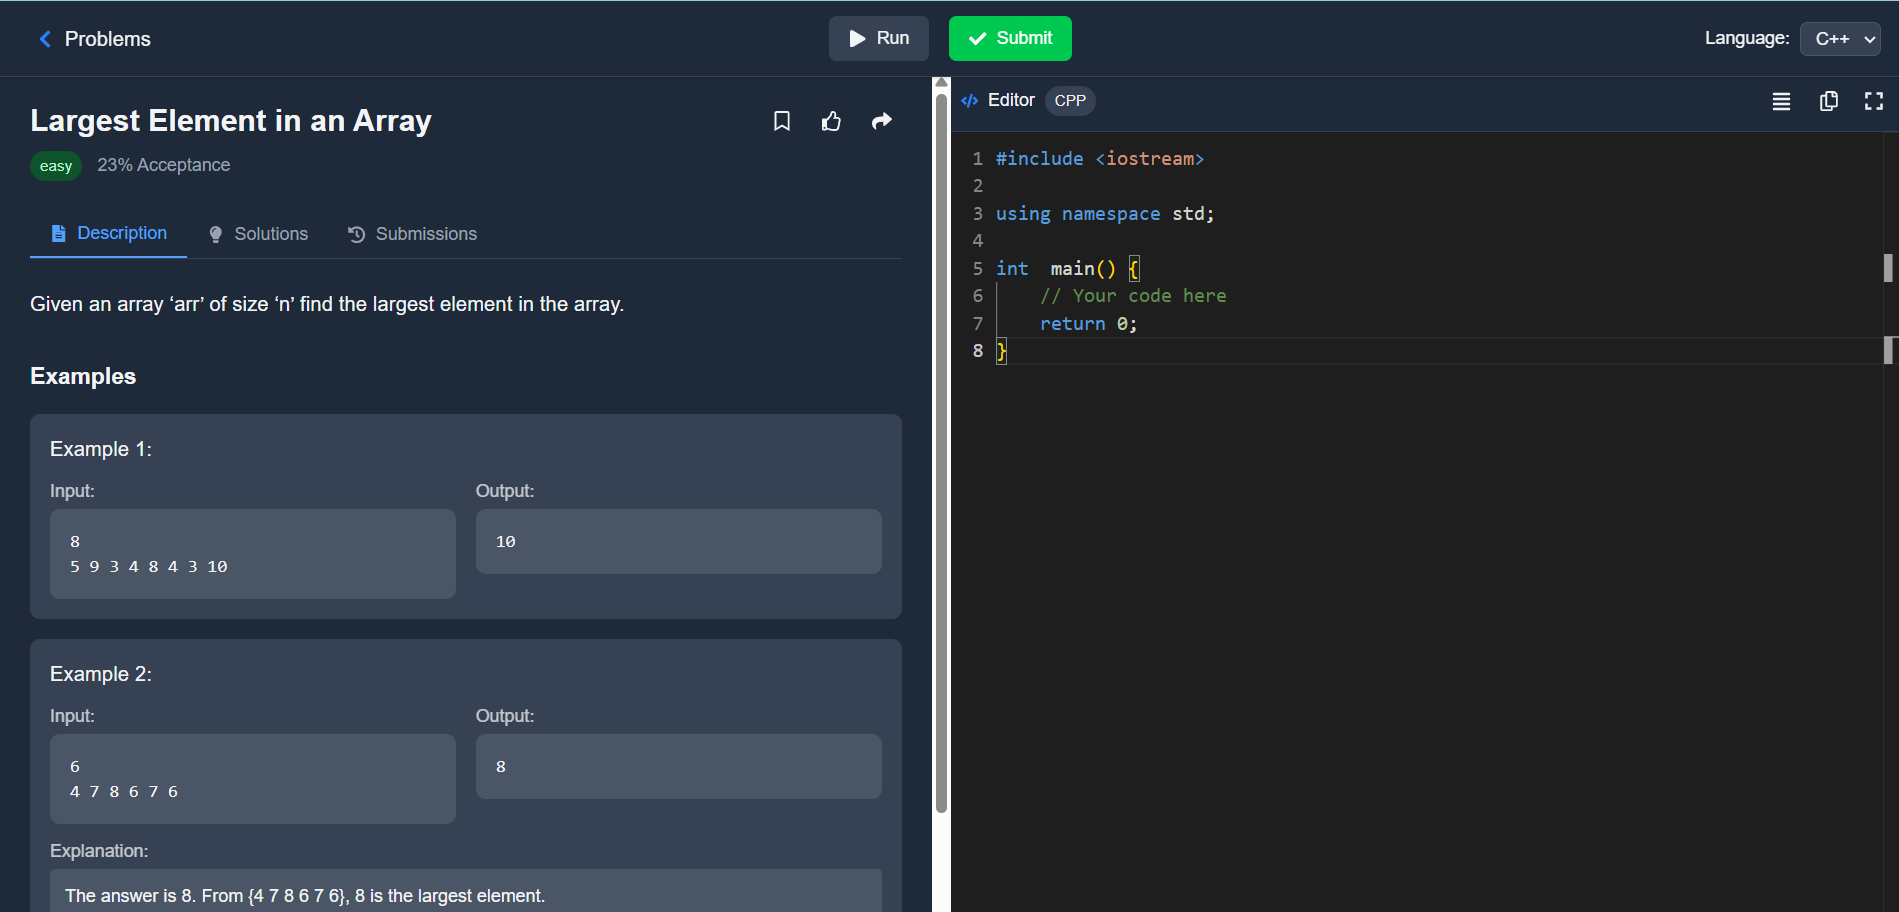 Problems
Run
Submit
Language:
C++
Largest Element in an Array
easy
23% Acceptance
Description
Solutions
Submissions
Given an array ‘arr’ of size ‘n’ find the largest element in the array.
Examples
Example 1:
Input:
8
5 9 3 4 8 4 3 10
Output:
10
Example 2:
Input:
6
4 7 8 6 7 6
Output:
8
Explanation:
The answer is 8. From {4 7 8 6 7 6}, 8 is the largest element.
</> Editor
CPP
1 #include <iostream>
2
3 using namespace std;
4
5 int  main() {
6     // Your code here
7     return 0;
8 }